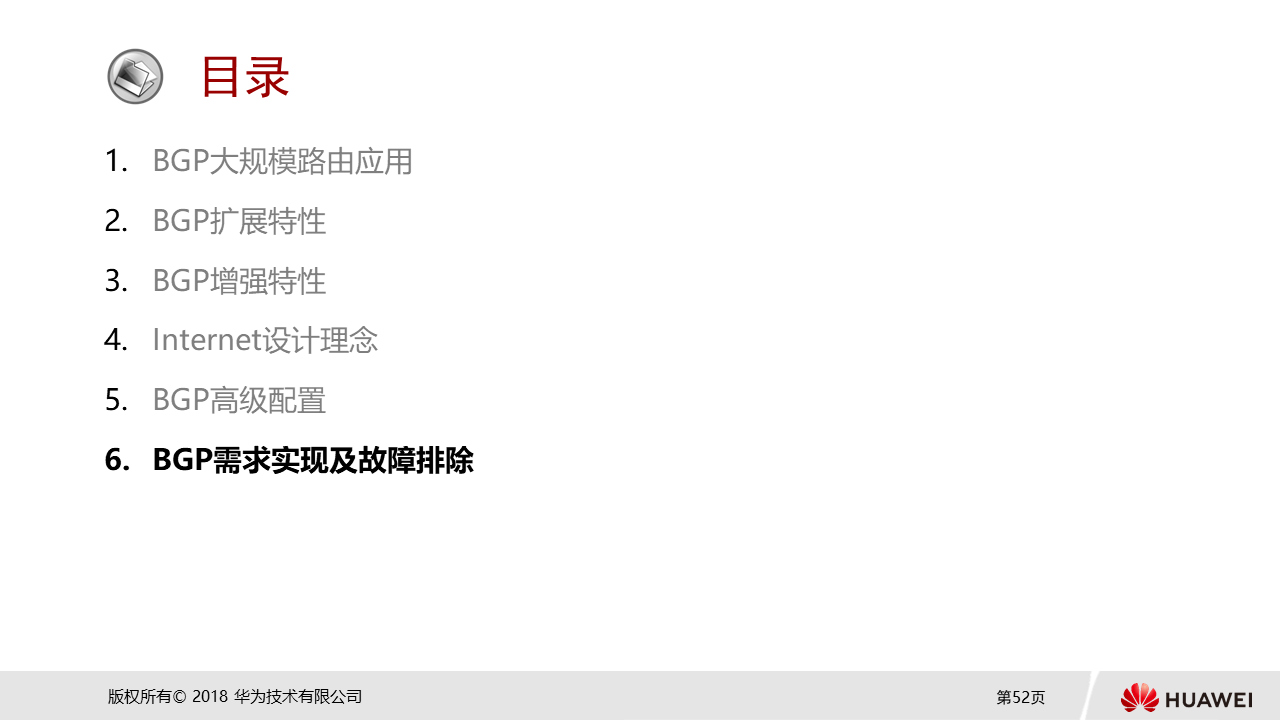 目录
1. BGP大规模路由应用
2. BGP扩展特性
3. BGP增强特性
4. Internet设计理念
5. BGP高级配置
6. BGP需求实现及故障排除
版权所有© 2018 华为技术有限公司
第52页
HUAWEI